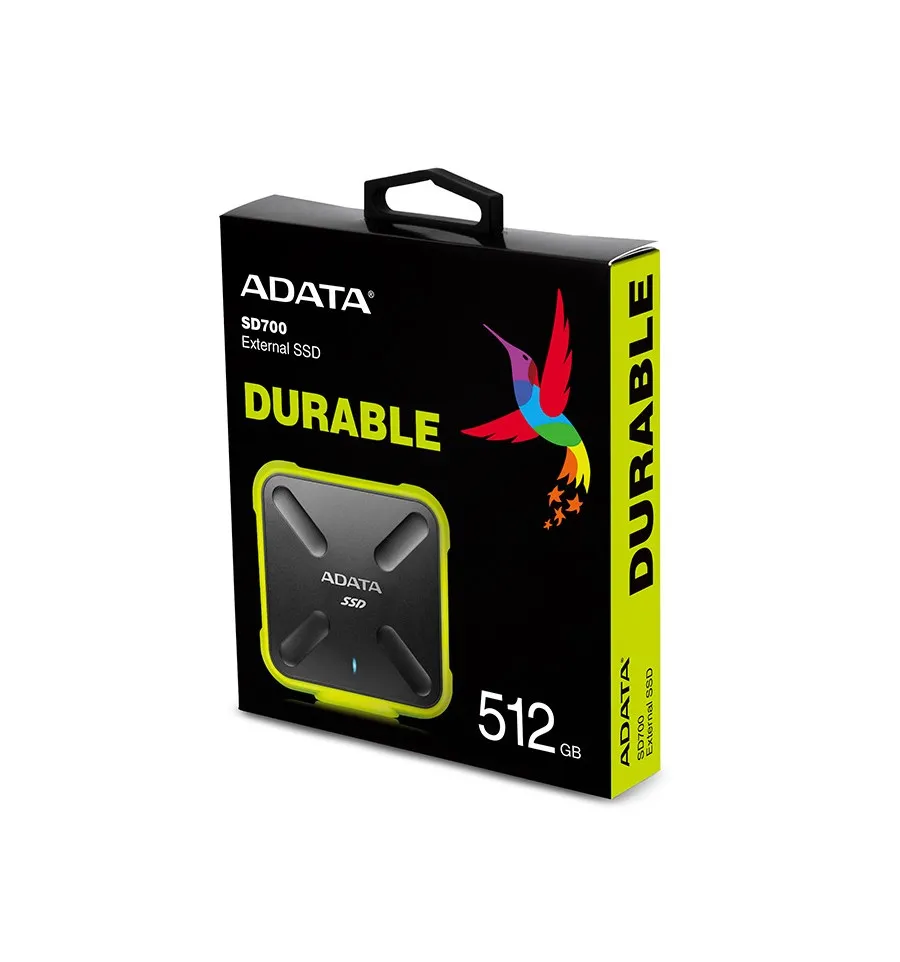 ADATA®
SD700
External SSD
DURABLE
ADATA
SSD
512 GB
DURABLE
ADATA®
SD700
External SSD